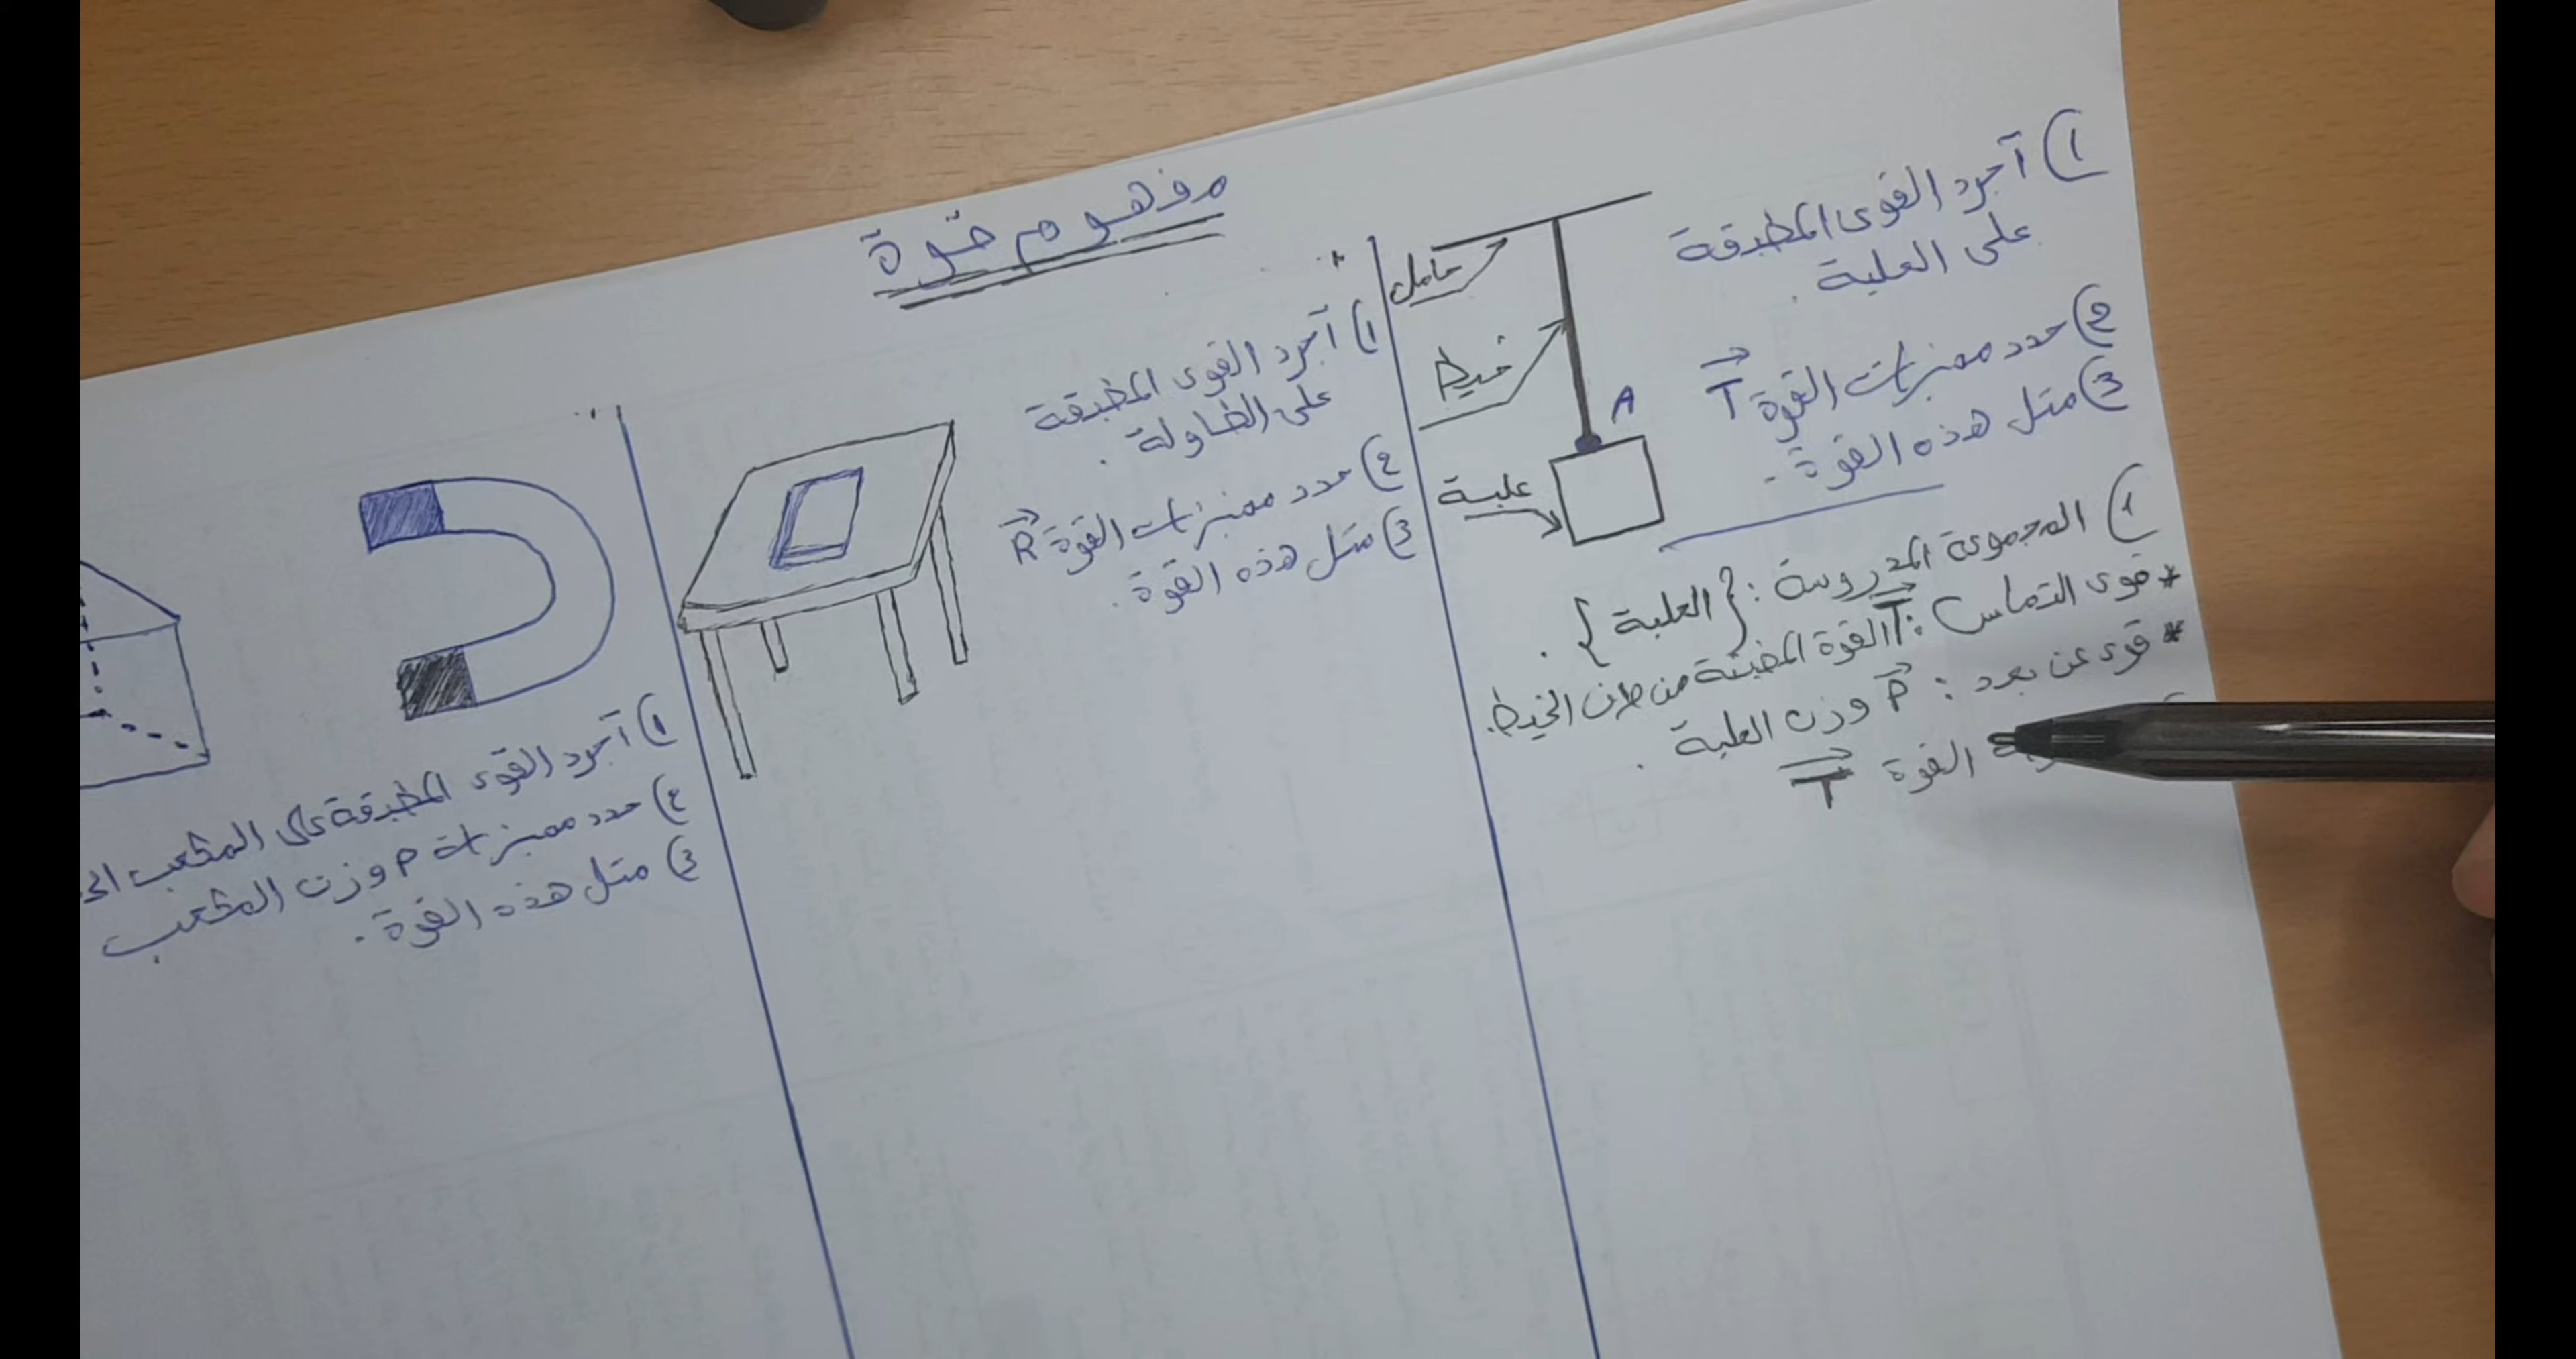 مفهوم قوّة
1) أجرد القوى المطبقة
على العلبة.
2) حدد مميزات القوة T
3) مثل هذه القوة.
حامل
خيط
A
علبة
1) المجموعة المدروسة: {العلبة}.
* قوى التماس: T القوة المطبقة من طرف الخيط.
* قوى عن بعد: P وزن العلبة.
القوة T
1) أجرد القوى المطبقة
على الطاولة.
2) حدد مميزات القوة R
3) مثل هذه القوة.
1) أجرد القوى المطبقة على المكعب
2) حدد مميزات P وزن المكعب
3) مثل هذه القوة.